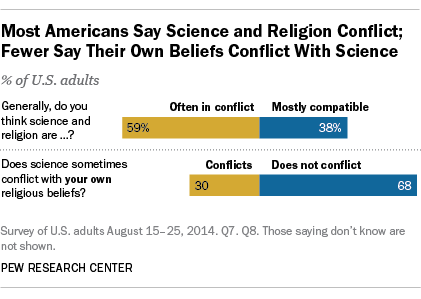 Most Americans Say Science and Religion Conflict;
Fewer Say Their Own Beliefs Conflict With Science
% of U.S. adults
Generally, do you
think science and
religion are ...?
Often in conflict Mostly compatible
59% 38%
Does science sometimes
conflict with your own
religious beliefs?
Conflicts Does not conflict
30 68
Survey of U.S. adults August 15–25, 2014. Q7. Q8. Those saying don't know are
not shown.
PEW RESEARCH CENTER